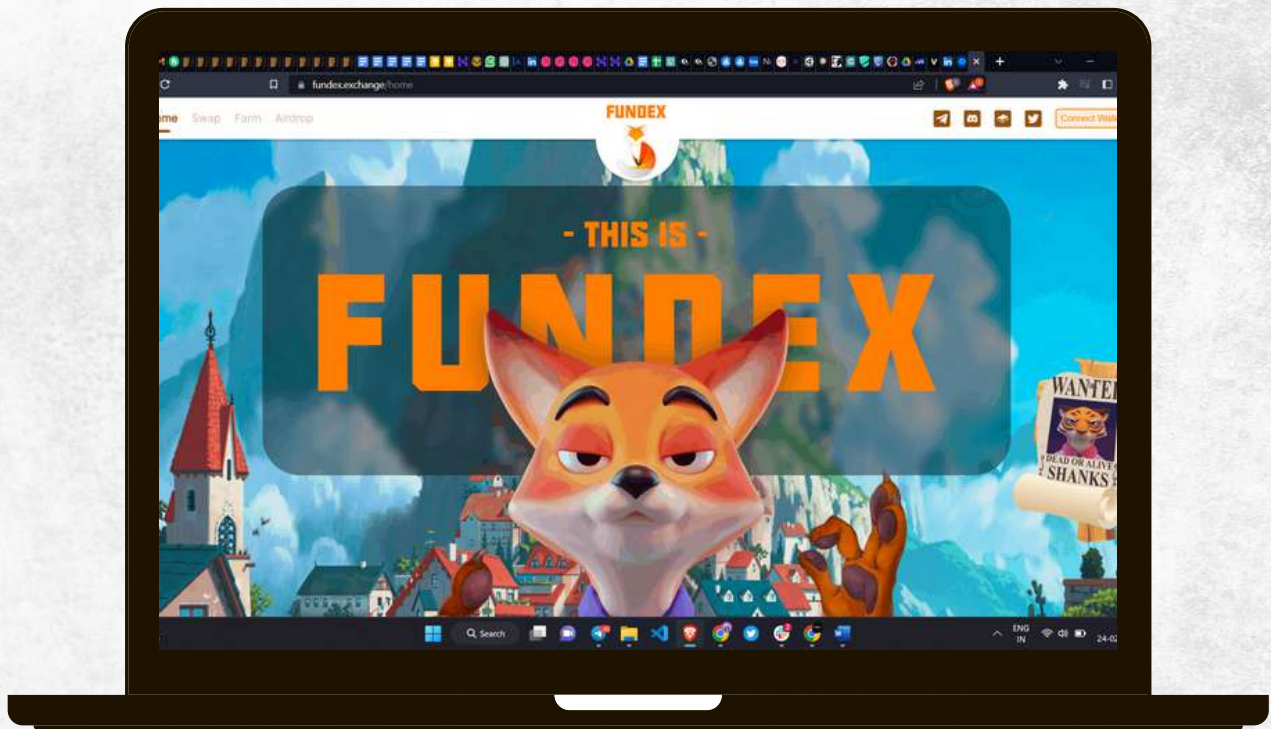 fundex.exchange/home
ome Swap Farm Airdrop
FUNDEX
Connect Wall
- THIS IS -
FUNDEX
WANTE
DEAD OR ALIVE
SHANKS
Search
ENG
IN
24-02